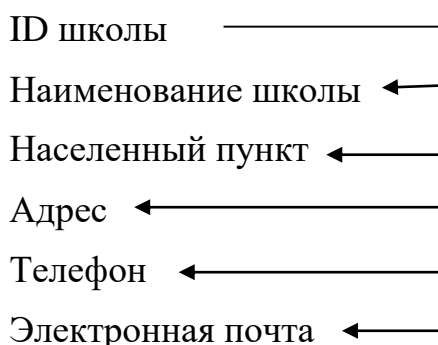 ID школы
Наименование школы
Населенный пункт
Адрес
Телефон
Электронная почта